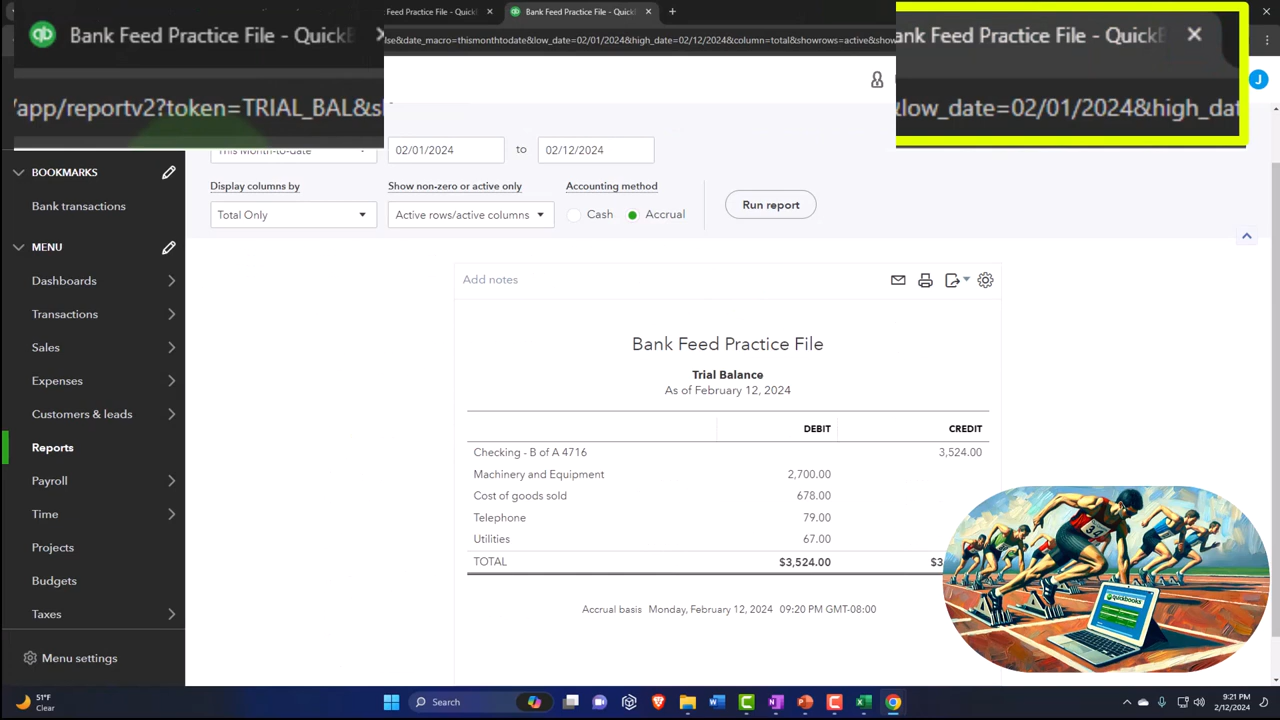 Bank Feed Practice File - QuickB
Feed Practice File - QuickI
Bank Feed Practice File - QuickI
ank Feed Practice File - QuickB
/app/reportv2?token=TRIAL_BAL&s
lse&date_macro=thismonthtodate&low_date=02/01/2024&high_date=02/12/2024&column=total&showrows=active&show
&low_date=02/01/2024&high_dat
J
This Month-to-date
02/01/2024
to
02/12/2024
Display columns by
Show non-zero or active only
Accounting method
Total Only
Active rows/active columns
Cash
Accrual
Run report
BOOKMARKS
Bank transactions
MENU
Dashboards
Transactions
Sales
Expenses
Customers & leads
Reports
Payroll
Time
Projects
Budgets
Taxes
Menu settings
Add notes
Bank Feed Practice File
Trial Balance
As of February 12, 2024
DEBIT CREDIT
Checking - B of A 4716 3,524.00
Machinery and Equipment 2,700.00
Cost of goods sold 678.00
Telephone 79.00
Utilities 67.00
TOTAL $3,524.00 $3
Accrual basis Monday, February 12, 2024 09:20 PM GMT-08:00
34
quickbooks
51°F
Clear
Search
9:21 PM
2/12/2024